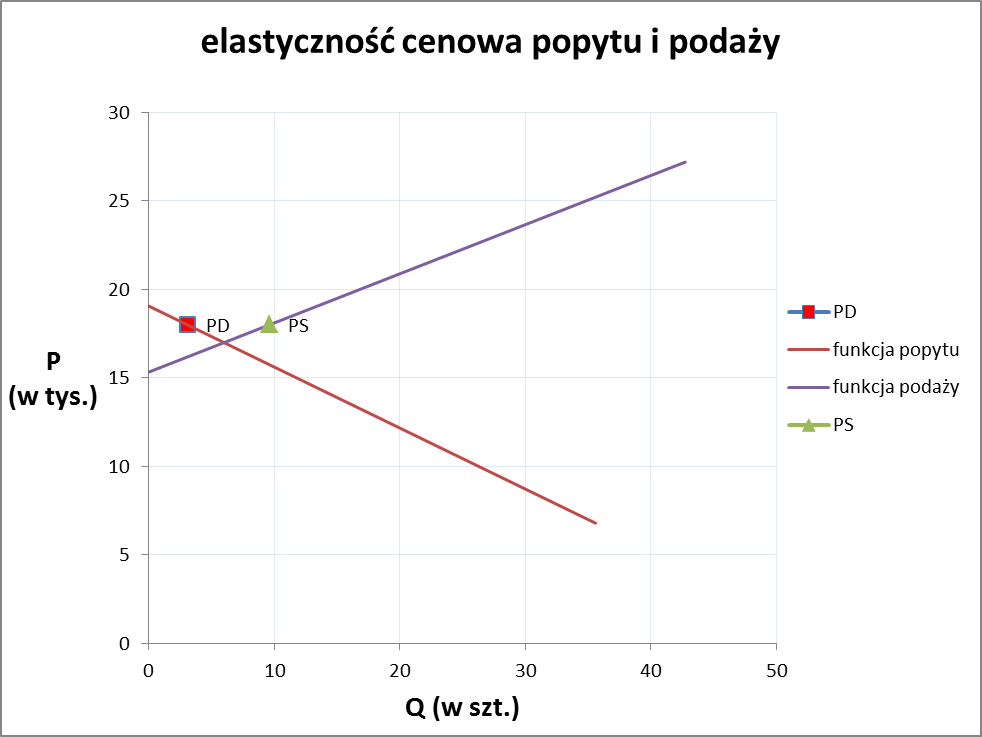 elastyczność cenowa popytu i podaży
30
25
20
15
10
5
0
P
(w tys.)
PD
PS
0 10 20 30 40 50
Q (w szt.)
PD
funkcja popytu
funkcja podaży
PS